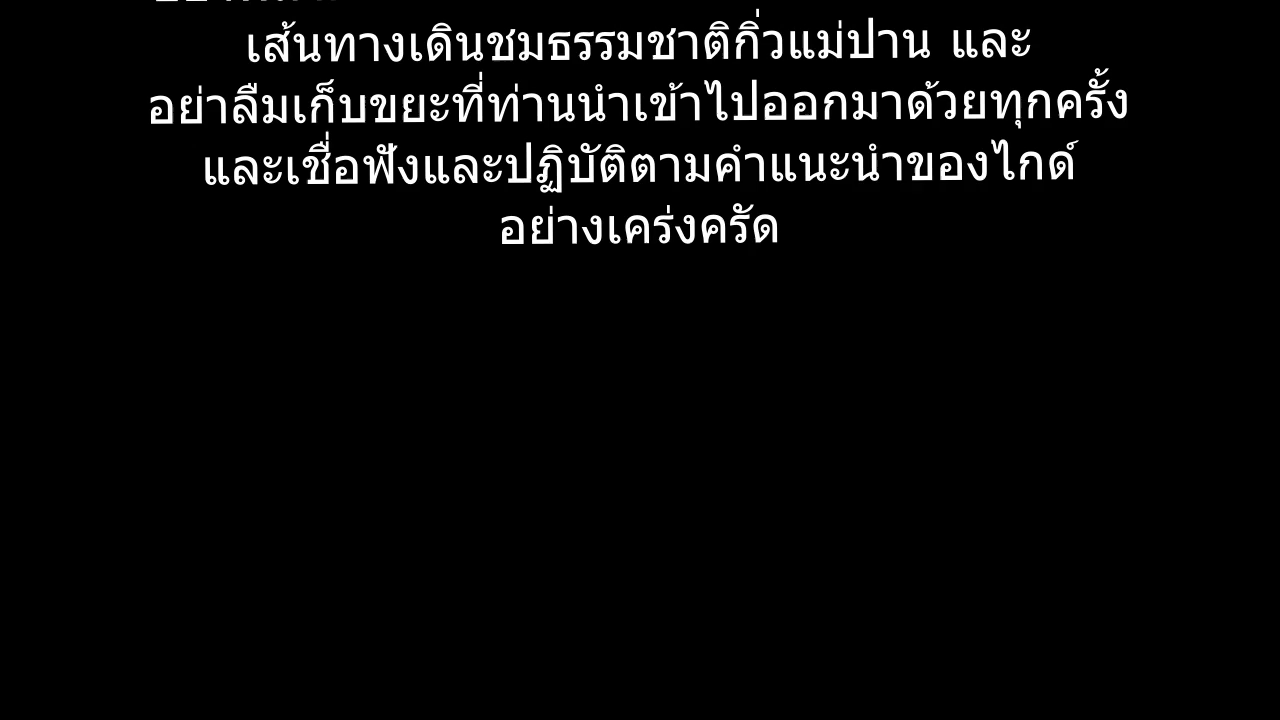 เส้นทางเดินชมธรรมชาติกิ่วแม่ปาน และ
อย่าลืมเก็บขยะที่ท่านนำเข้าไปออกมาด้วยทุกครั้ง
และเชื่อฟังและปฏิบัติตามคำแนะนำของไกด์
อย่างเคร่งครัด